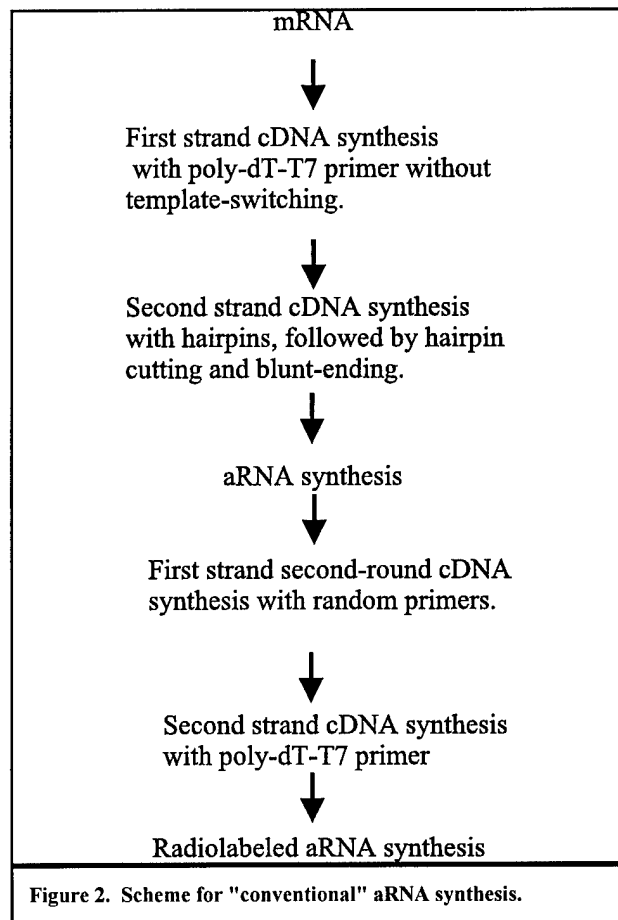 mRNA
First strand cDNA synthesis
with poly-dT-T7 primer without
template-switching.
Second strand cDNA synthesis
with hairpins, followed by hairpin
cutting and blunt-ending.
aRNA synthesis
First strand second-round cDNA
synthesis with random primers.
Second strand cDNA synthesis
with poly-dT-T7 primer
Radiolabeled aRNA synthesis
Figure 2. Scheme for "conventional" aRNA synthesis.